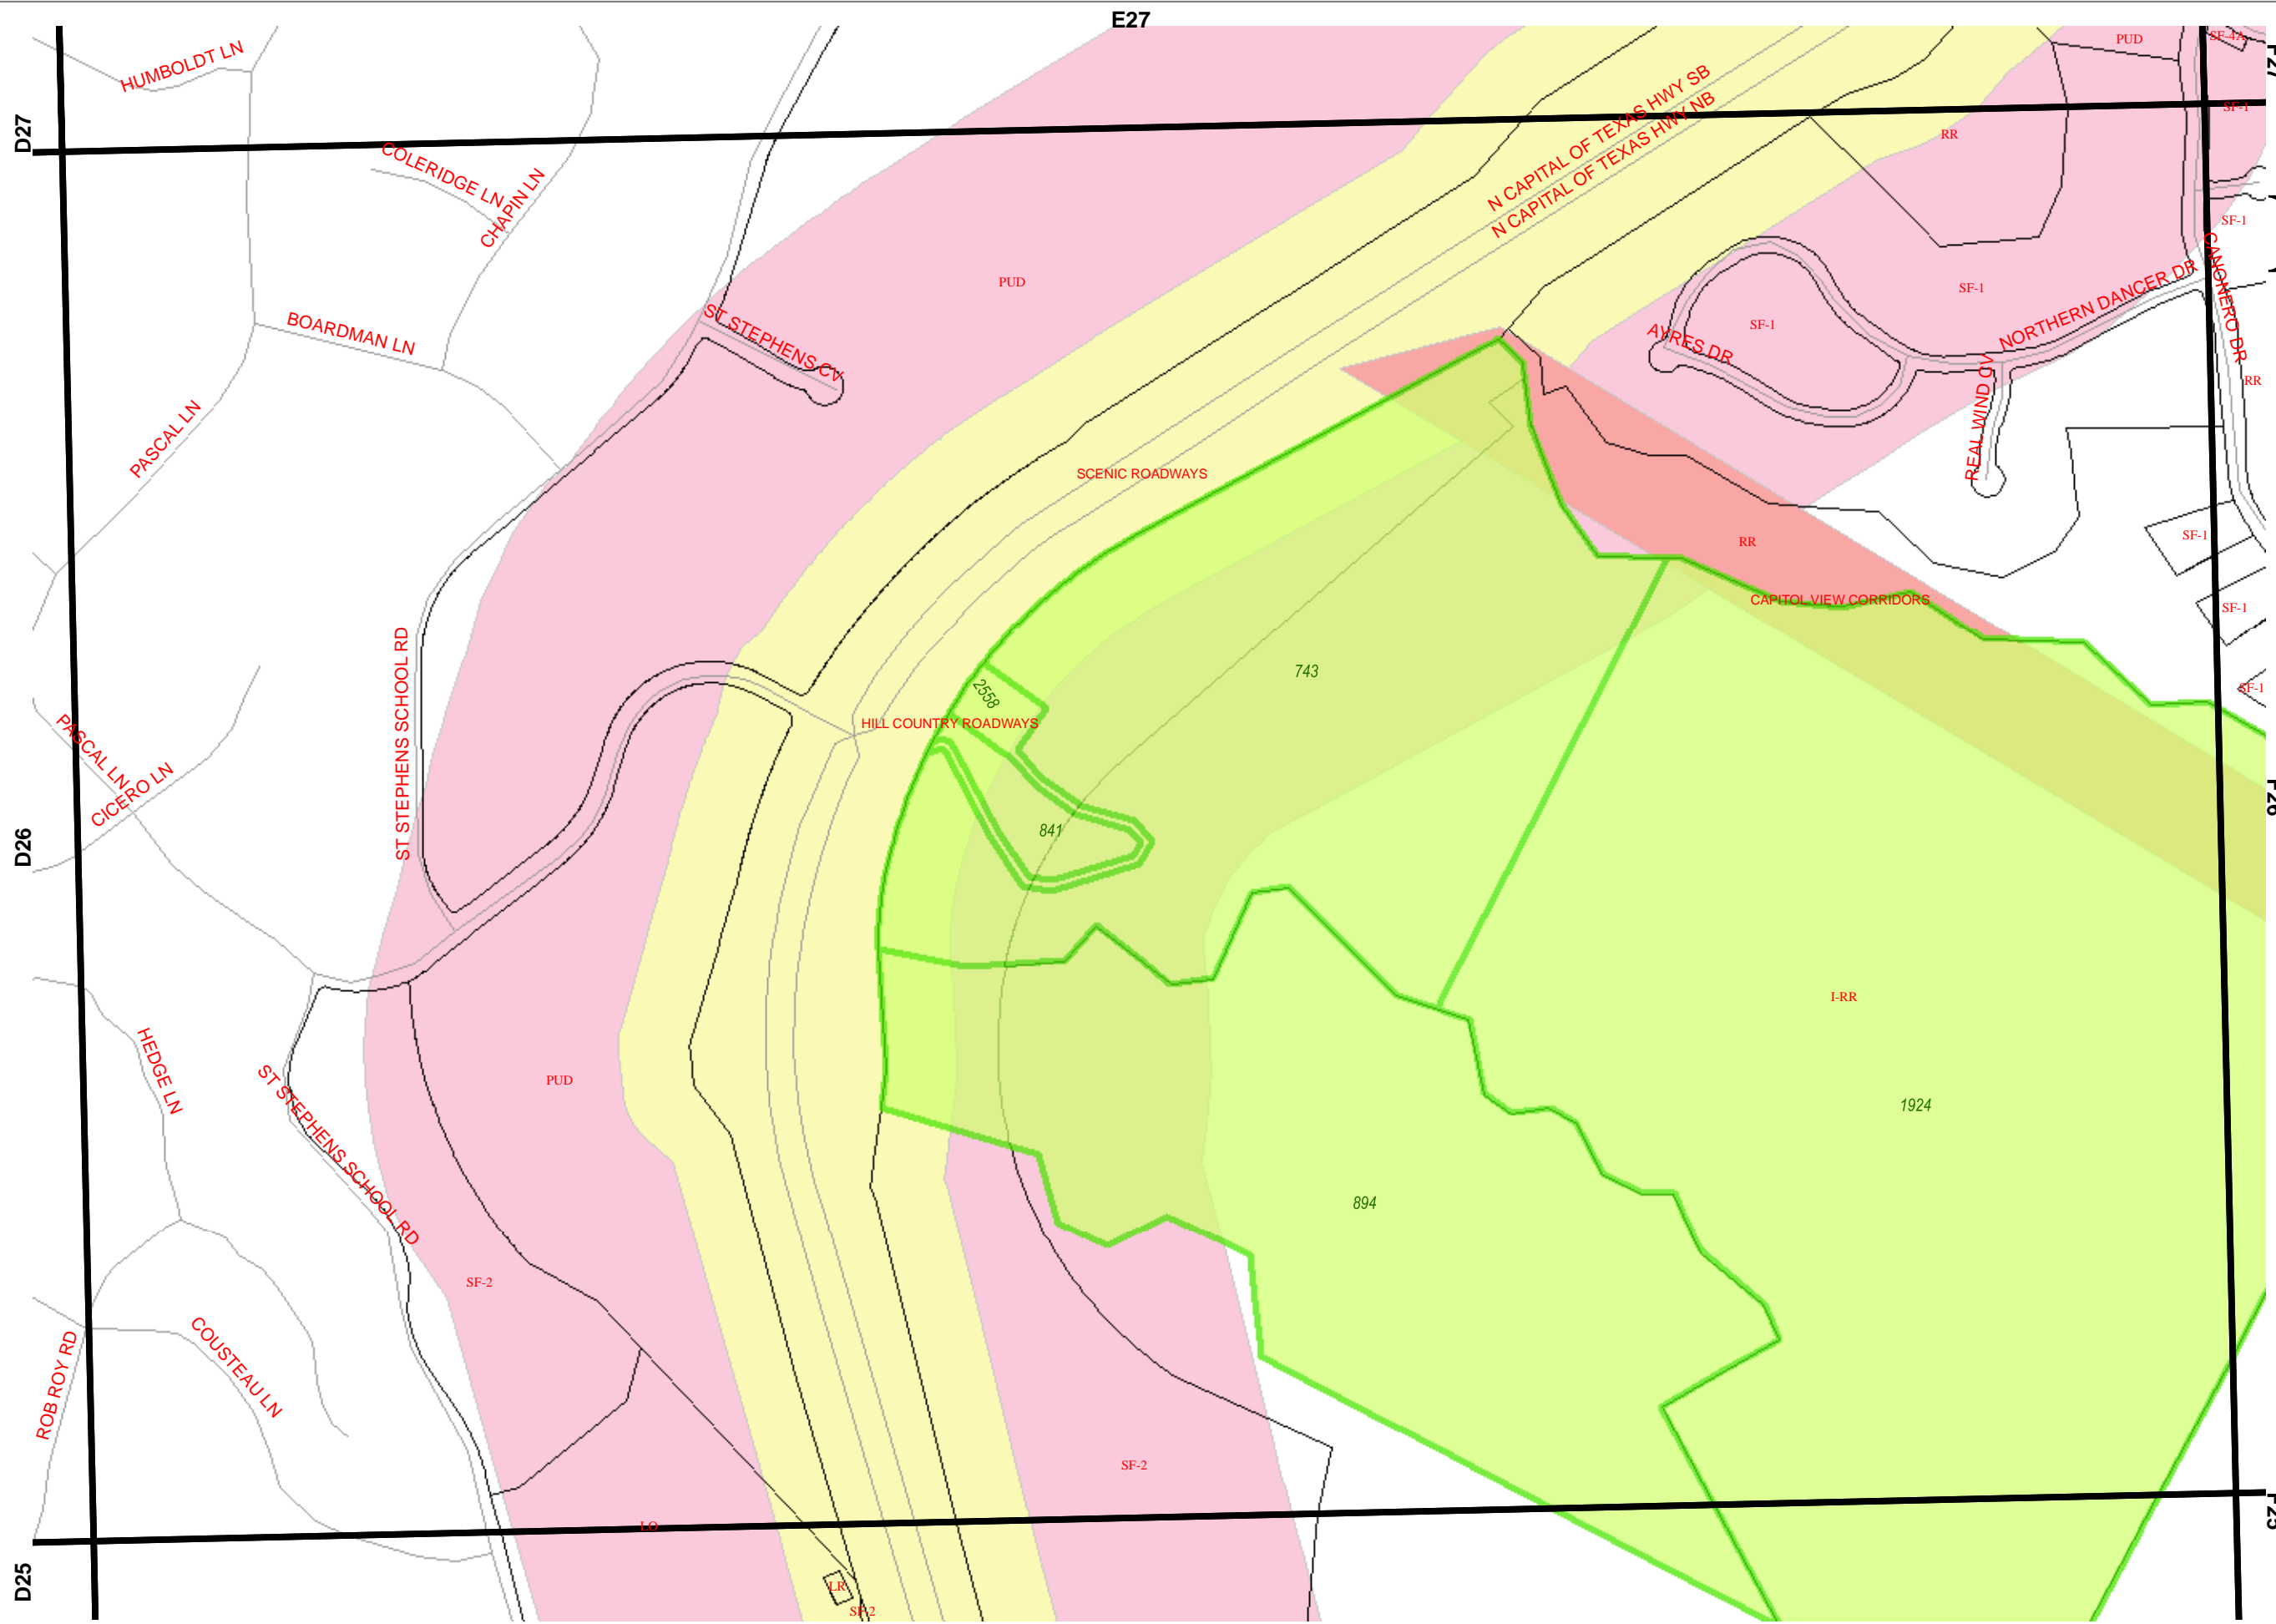 E27
HUMBOLDT LN
PUD
SF-4A
F27
D27
N CAPITAL OF TEXAS HWY SB
N CAPITAL OF TEXAS HWY NB
SF-1
RR
COLERIDGE LN
CHAPIN LN
SF-1
CANONERO DR
PUD
SF-1
NORTHERN DANCER DR
BOARDMAN LN
ST STEPHENS CV
SF-1
AYRES DR
REAL WIND CV
RR
PASCAL LN
SCENIC ROADWAYS
SF-1
RR
CAPITOL VIEW CORRIDORS
SF-1
ST STEPHENS SCHOOL RD
743
2558
SF-1
HILL COUNTRY ROADWAYS
PASCAL LN
CICERO LN
841
D26
F26
I-RR
HEDGE LN
ST STEPHENS SCHOOL RD
PUD
1924
894
SF-2
COUSTEAU LN
ROB ROY RD
SF-2
LO
D25
F25
LR
SF-2